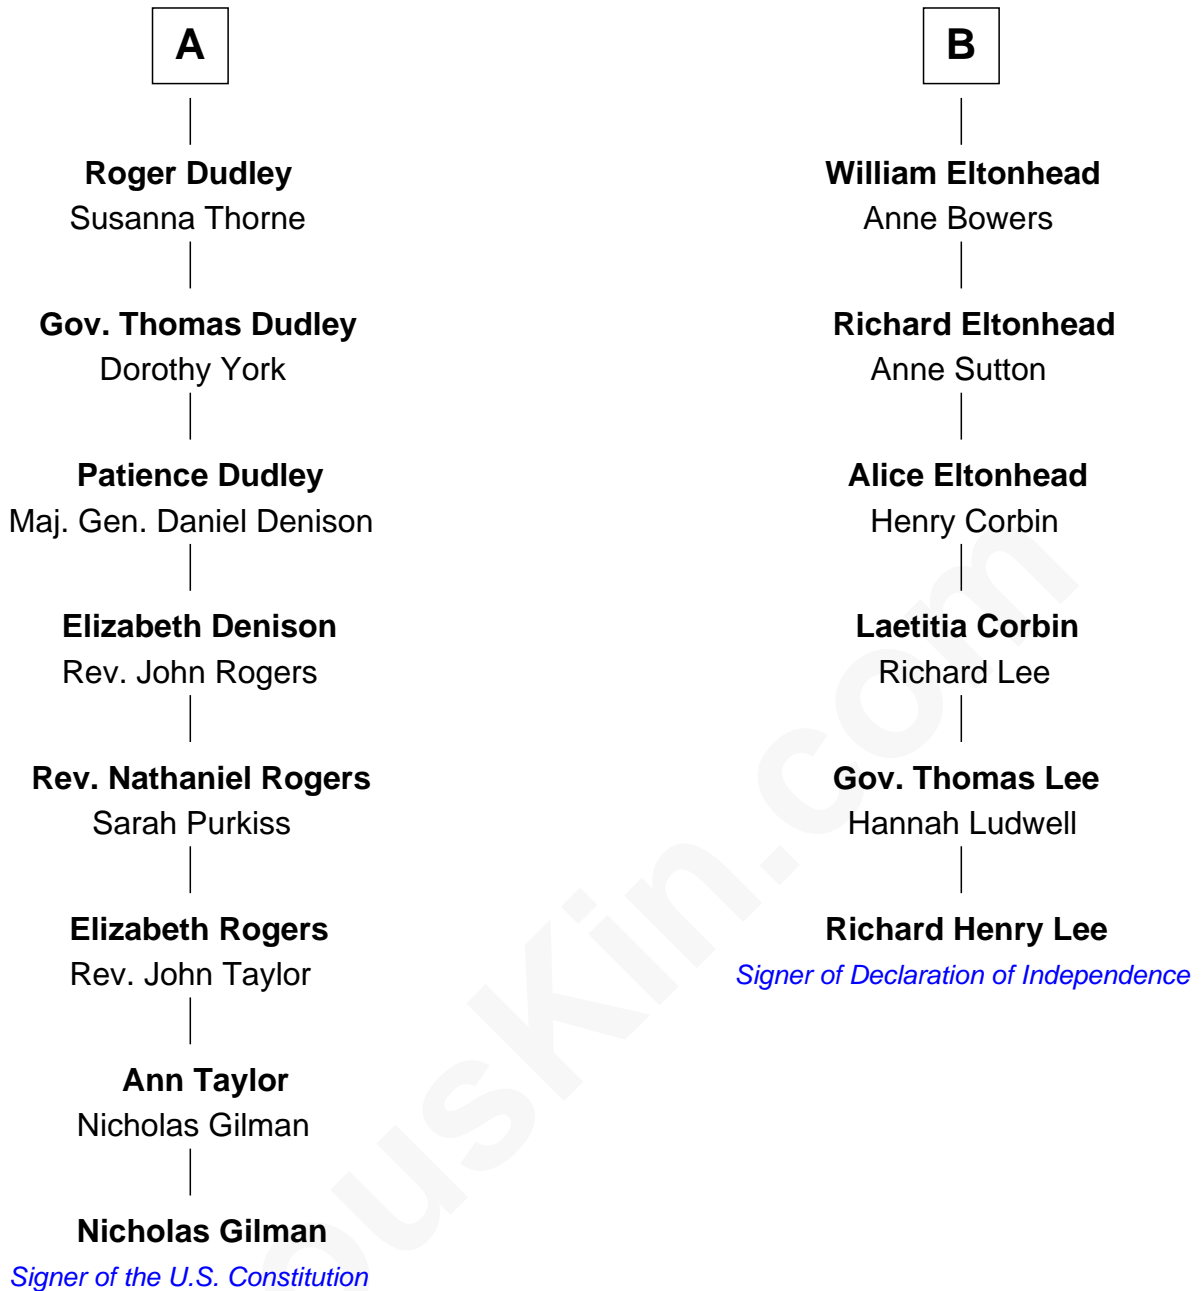 A
Roger Dudley
Susanna Thorne
Gov. Thomas Dudley
Dorothy York
Patience Dudley
Maj. Gen. Daniel Denison
Elizabeth Denison
Rev. John Rogers
Rev. Nathaniel Rogers
Sarah Purkiss
Elizabeth Rogers
Rev. John Taylor
Ann Taylor
Nicholas Gilman
Nicholas Gilman
Signer of the U.S. Constitution
B
William Eltonhead
Anne Bowers
Richard Eltonhead
Anne Sutton
Alice Eltonhead
Henry Corbin
Laetitia Corbin
Richard Lee
Gov. Thomas Lee
Hannah Ludwell
Richard Henry Lee
Signer of Declaration of Independence
ousKin.com